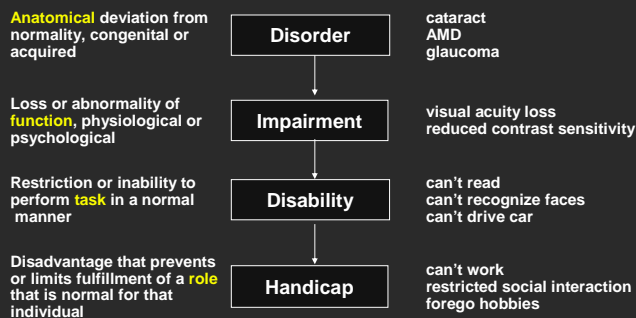 Anatomical deviation from
normality, congenital or
acquired
Disorder
cataract
AMD
glaucoma
Loss or abnormality of
function, physiological or
psychological
Impairment
visual acuity loss
reduced contrast sensitivity
Restriction or inability to
perform task in a normal
manner
Disability
can't read
can't recognize faces
can't drive car
Disadvantage that prevents
or limits fulfillment of a role
that is normal for that
individual
Handicap
can't work
restricted social interaction
forego hobbies